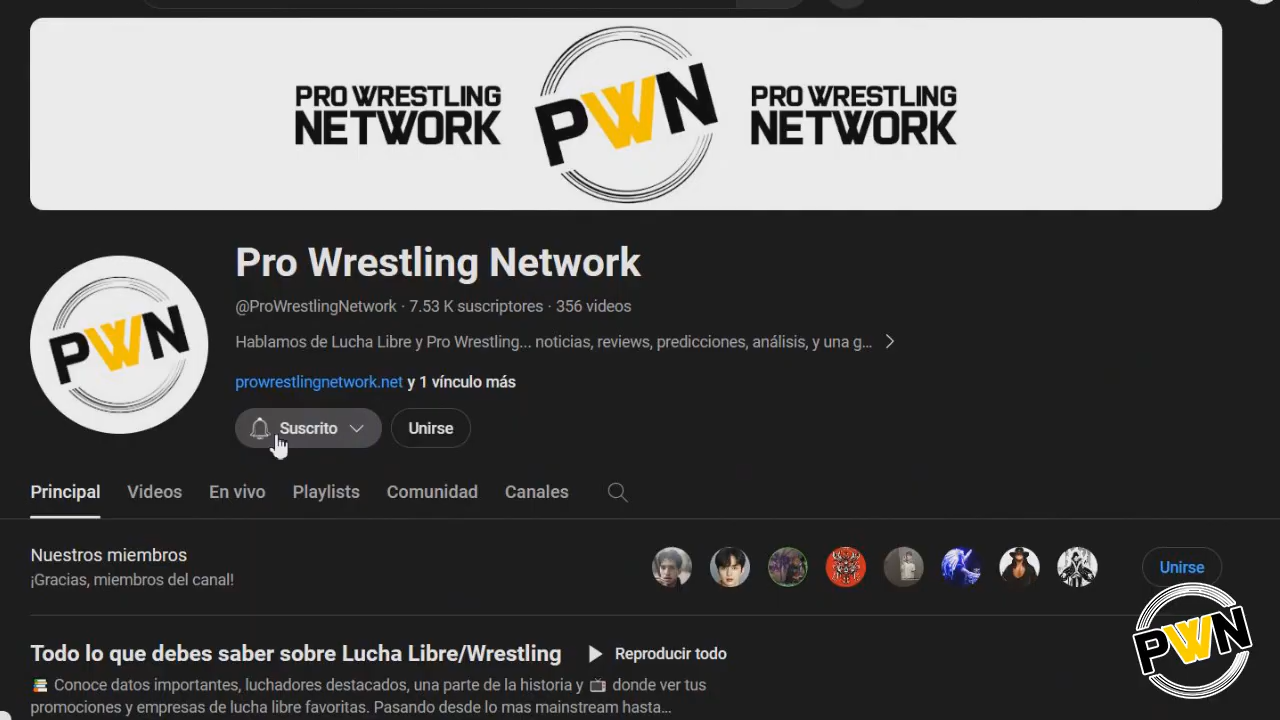 PRO WRESTLING
NETWORK
PWN
PRO WRESTLING
NETWORK
PWN
Pro Wrestling Network
@ProWrestlingNetwork · 7.53 K suscriptores · 356 videos
Hablamos de Lucha Libre y Pro Wrestling... noticias, reviews, predicciones, análisis, y una g...
prowrestlingnetwork.net y 1 vínculo más
Suscrito Unirse
Principal Videos En vivo Playlists Comunidad Canales
Nuestros miembros
¡Gracias, miembros del canal!
Unirse
PWN
Todo lo que debes saber sobre Lucha Libre/Wrestling Reproducir todo
📚 Conoce datos importantes, luchadores destacados, una parte de la historia y 📺 donde ver tus
promociones y empresas de lucha libre favoritas. Pasando desde lo mas mainstream hasta...